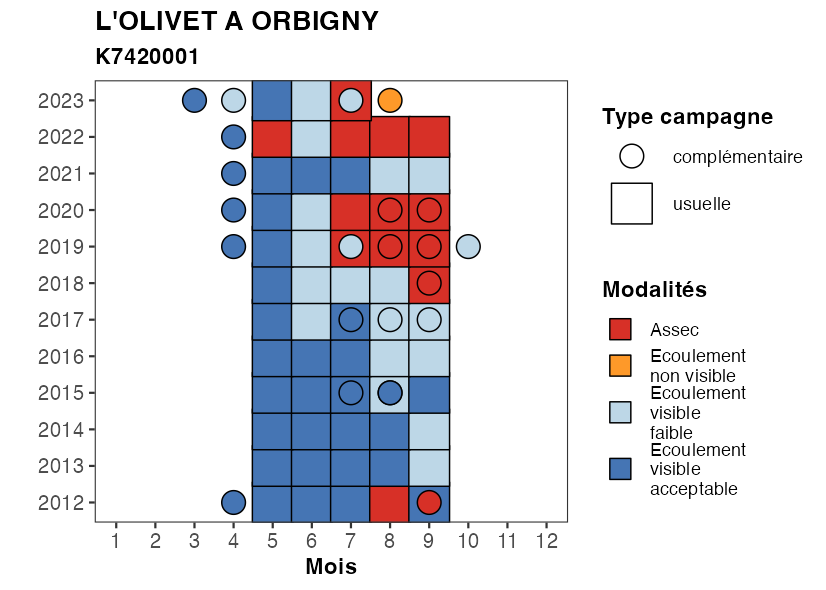 L'OLIVET A ORBIGNY
K7420001
2023
2022
2021
2020
2019
2018
2017
2016
2015
2014
2013
2012
1 2 3 4 5 6 7 8 9 10 11 12
Mois
Type campagne
complémentaire
usuelle
Modalités
Assec
Ecoulement
non visible
Ecoulement
visible
faible
Ecoulement
visible
acceptable